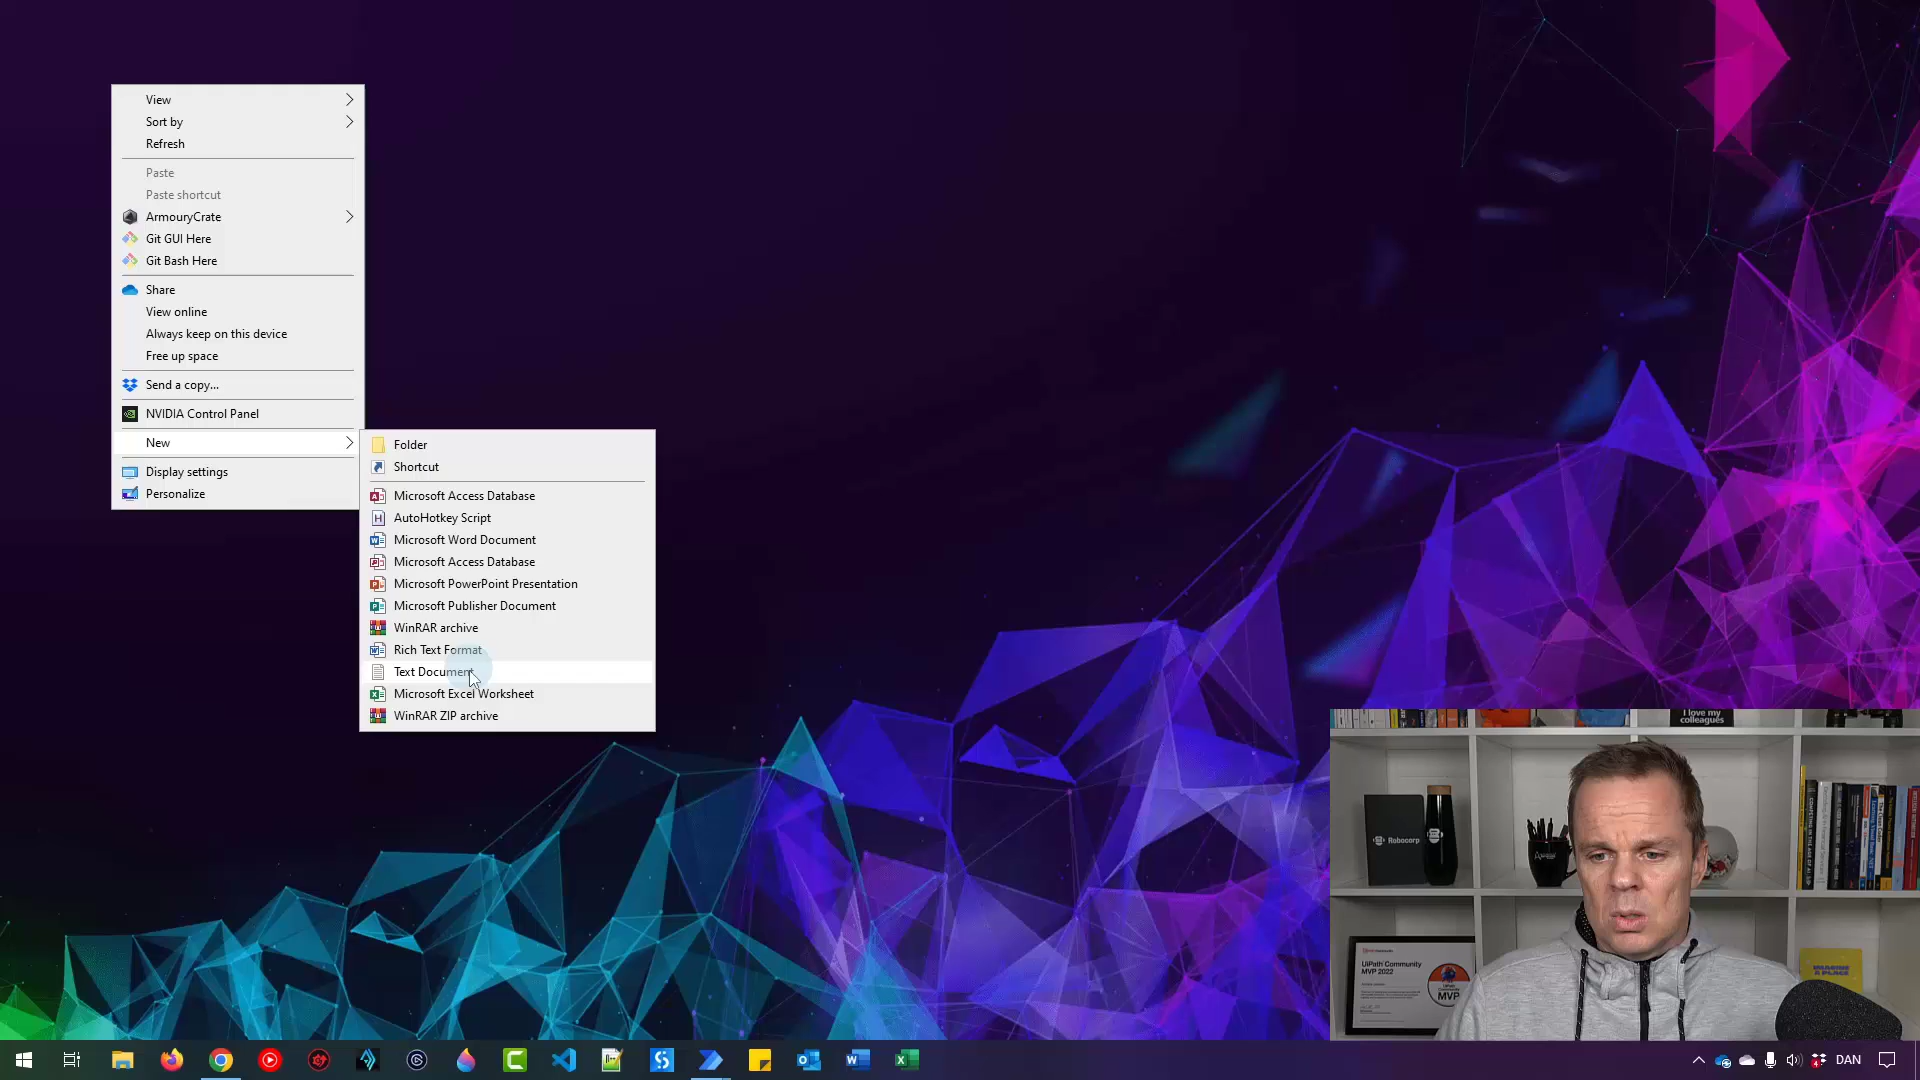 View
Sort by
Refresh
Paste
Paste shortcut
ArmouryCrate
Git GUI Here
Git Bash Here
Share
View online
Always keep on this device
Free up space
Send a copy...
NVIDIA Control Panel
New
Display settings
Personalize
Folder
Shortcut
Microsoft Access Database
AutoHotkey Script
Microsoft Word Document
Microsoft Access Database
Microsoft PowerPoint Presentation
Microsoft Publisher Document
WinRAR archive
Rich Text Format
Text Document
Microsoft Excel Worksheet
WinRAR ZIP archive
I love my
colleagues
Robocorp
UiPath Community
MVP 2022
MVP
DAN